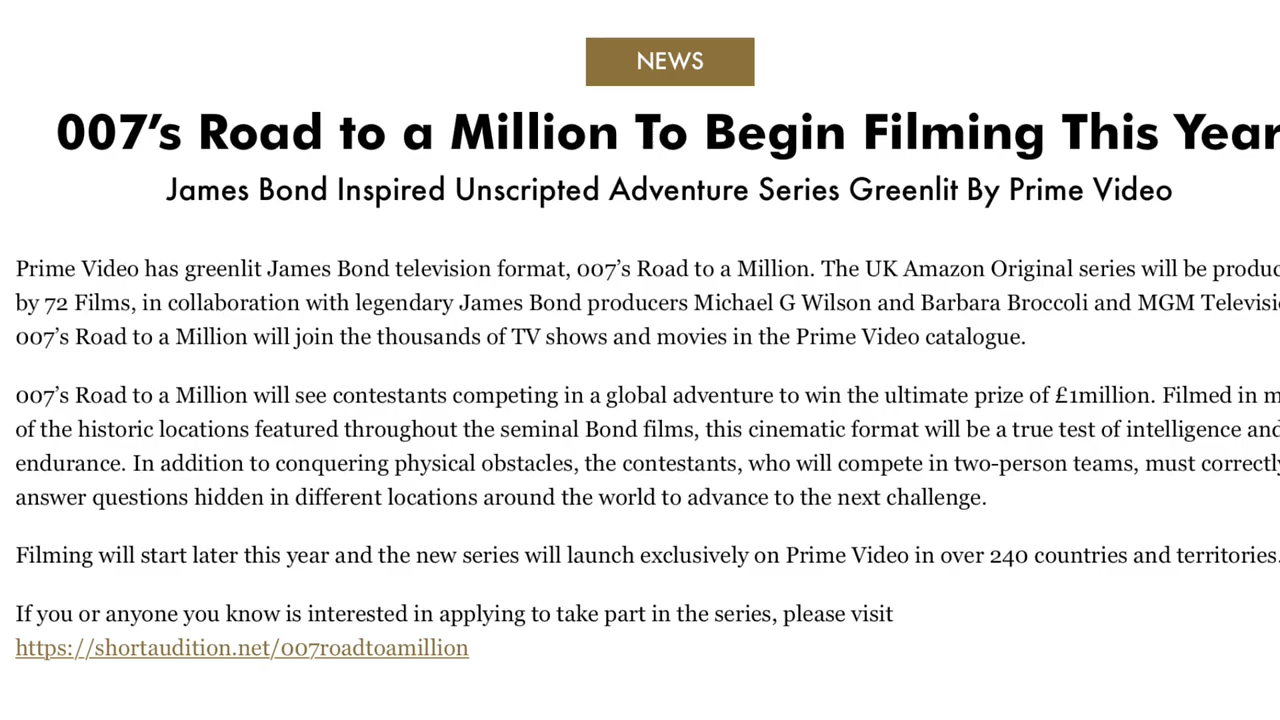 NEWS
007’s Road to a Million To Begin Filming This Year
James Bond Inspired Unscripted Adventure Series Greenlit By Prime Video
Prime Video has greenlit James Bond television format, 007’s Road to a Million. The UK Amazon Original series will be
by 72 Films, in collaboration with legendary James Bond producers Michael G Wilson and Barbara Broccoli and MGM
007’s Road to a Million will join the thousands of TV shows and movies in the Prime Video catalogue.
007’s Road to a Million will see contestants competing in a global adventure to win the ultimate prize of £1million. Filmed in
of the historic locations featured throughout the seminal Bond films, this cinematic format will be a true test of intelligence and
endurance. In addition to conquering physical obstacles, the contestants, who will compete in two-person teams, must correctly
answer questions hidden in different locations around the world to advance to the next challenge.
Filming will start later this year and the new series will launch exclusively on Prime Video in over 240 countries and territories.
If you or anyone you know is interested in applying to take part in the series, please visit
https://shortaudition.net/007roadtoamillion